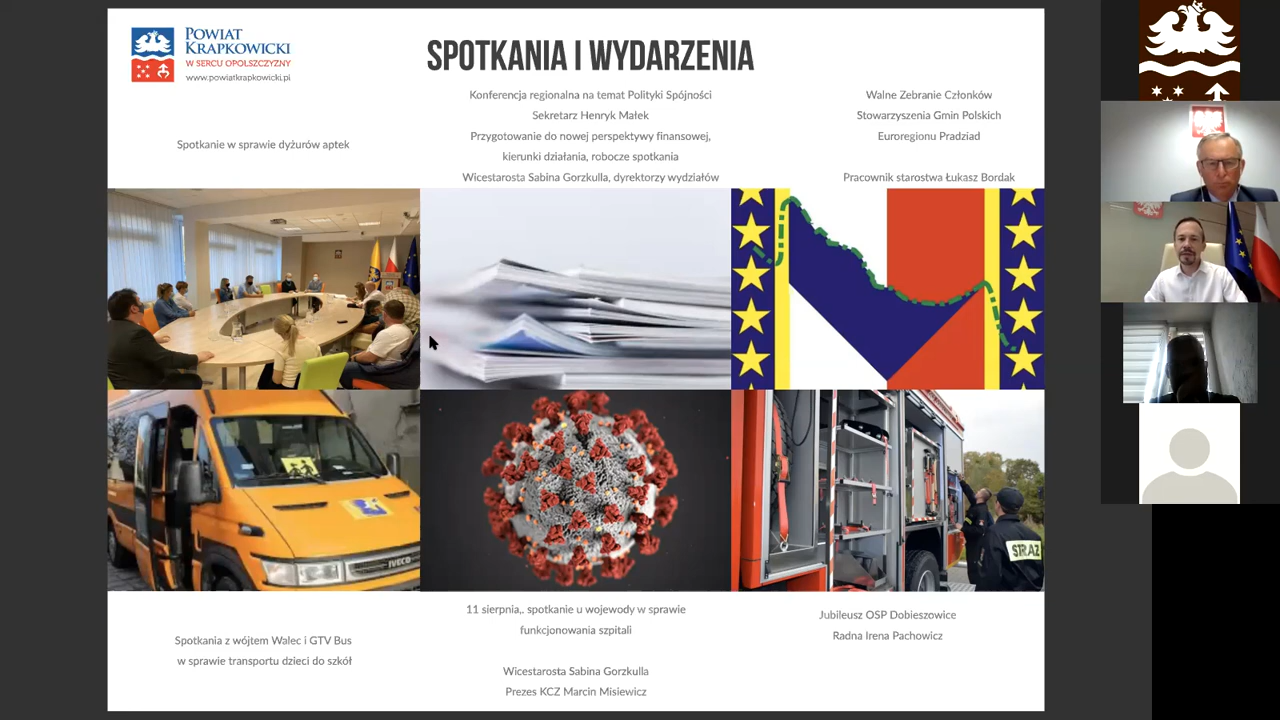 POWIAT
KRAPKOWICKI
W SERCU OPOLSZCZYZNY
www.powiatkrapkowicki.pl
SPOTKANIA I WYDARZENIA
Spotkanie w sprawie dyżurów aptek
Konferencja regionalna na temat Polityki Spójności
Sekretarz Henryk Małek
Przygotowanie do nowej perspektywy finansowej,
kierunki działania, robocze spotkania
Wicestarosta Sabina Gorzkulla, dyrektorzy wydziałów
Walne Zebranie Członków
Stowarzyszenia Gmin Polskich
Euroregionu Pradziad
Pracownik starostwa Łukasz Bordak
IVECO
STRAŻ
Spotkania z wójtem Walec i GTV Bus
w sprawie transportu dzieci do szkół
11 sierpnia,. spotkanie u wojewody w sprawie
funkcjonowania szpitali
Wicestarosta Sabina Gorzkulla
Prezes KCZ Marcin Misiewicz
Jubileusz OSP Dobieszowice
Radna Irena Pachowicz